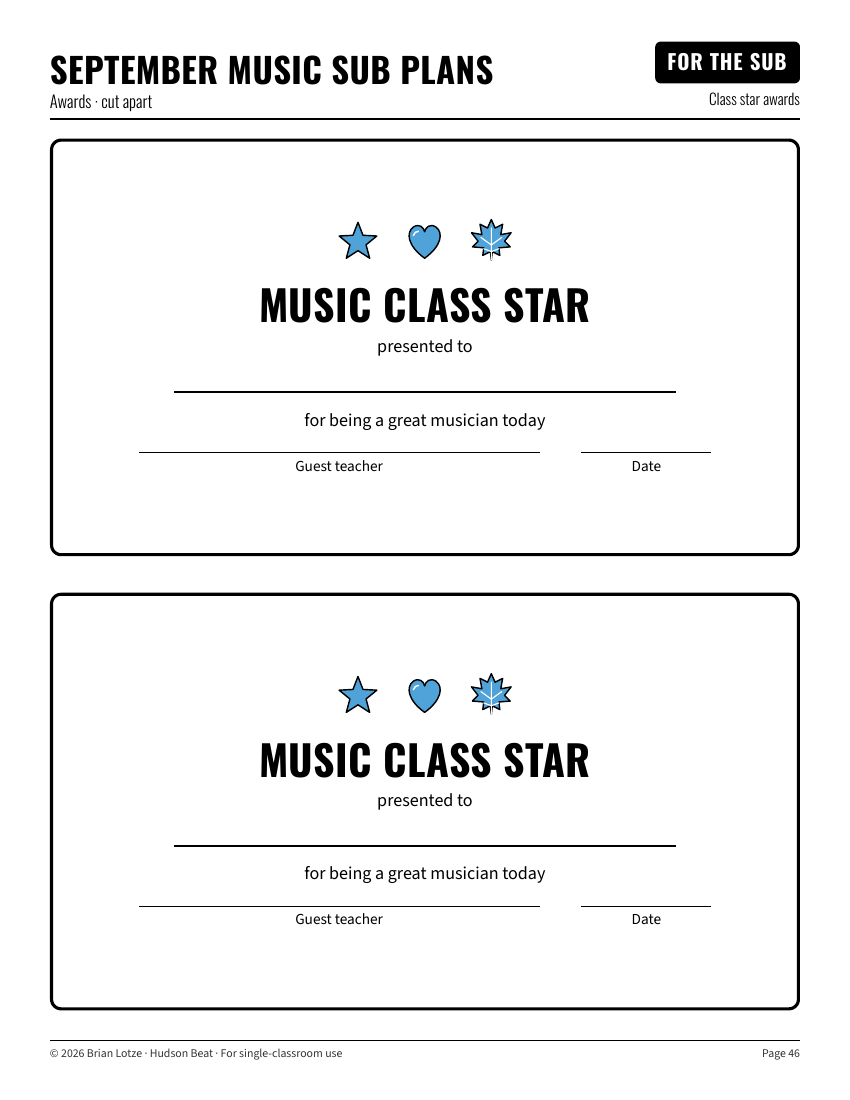 SEPTEMBER MUSIC SUB PLANS
FOR THE SUB
Awards · cut apart
Class star awards
MUSIC CLASS STAR
presented to
for being a great musician today
Guest teacher
Date
MUSIC CLASS STAR
presented to
for being a great musician today
Guest teacher
Date
© 2026 Brian Lotze · Hudson Beat · For single-classroom use
Page 46